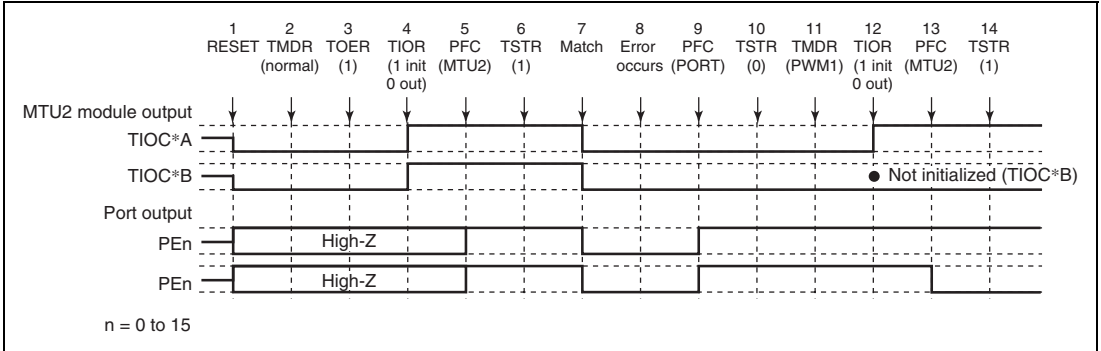 1 2 3 4 5 6 7 8 9 10 11 12 13 14
RESET TMDR TOER TIOR PFC TSTR Match Error PFC TSTR TMDR TIOR PFC TSTR
(normal) (1) (1 init (MTU2) (1) occurs (PORT) (0) (PWM1) (1 init (MTU2) (1)
0 out) 0 out)
MTU2 module output
TIOC*A
TIOC*B ● Not initialized (TIOC*B)
Port output
PEn High-Z
PEn High-Z
n = 0 to 15